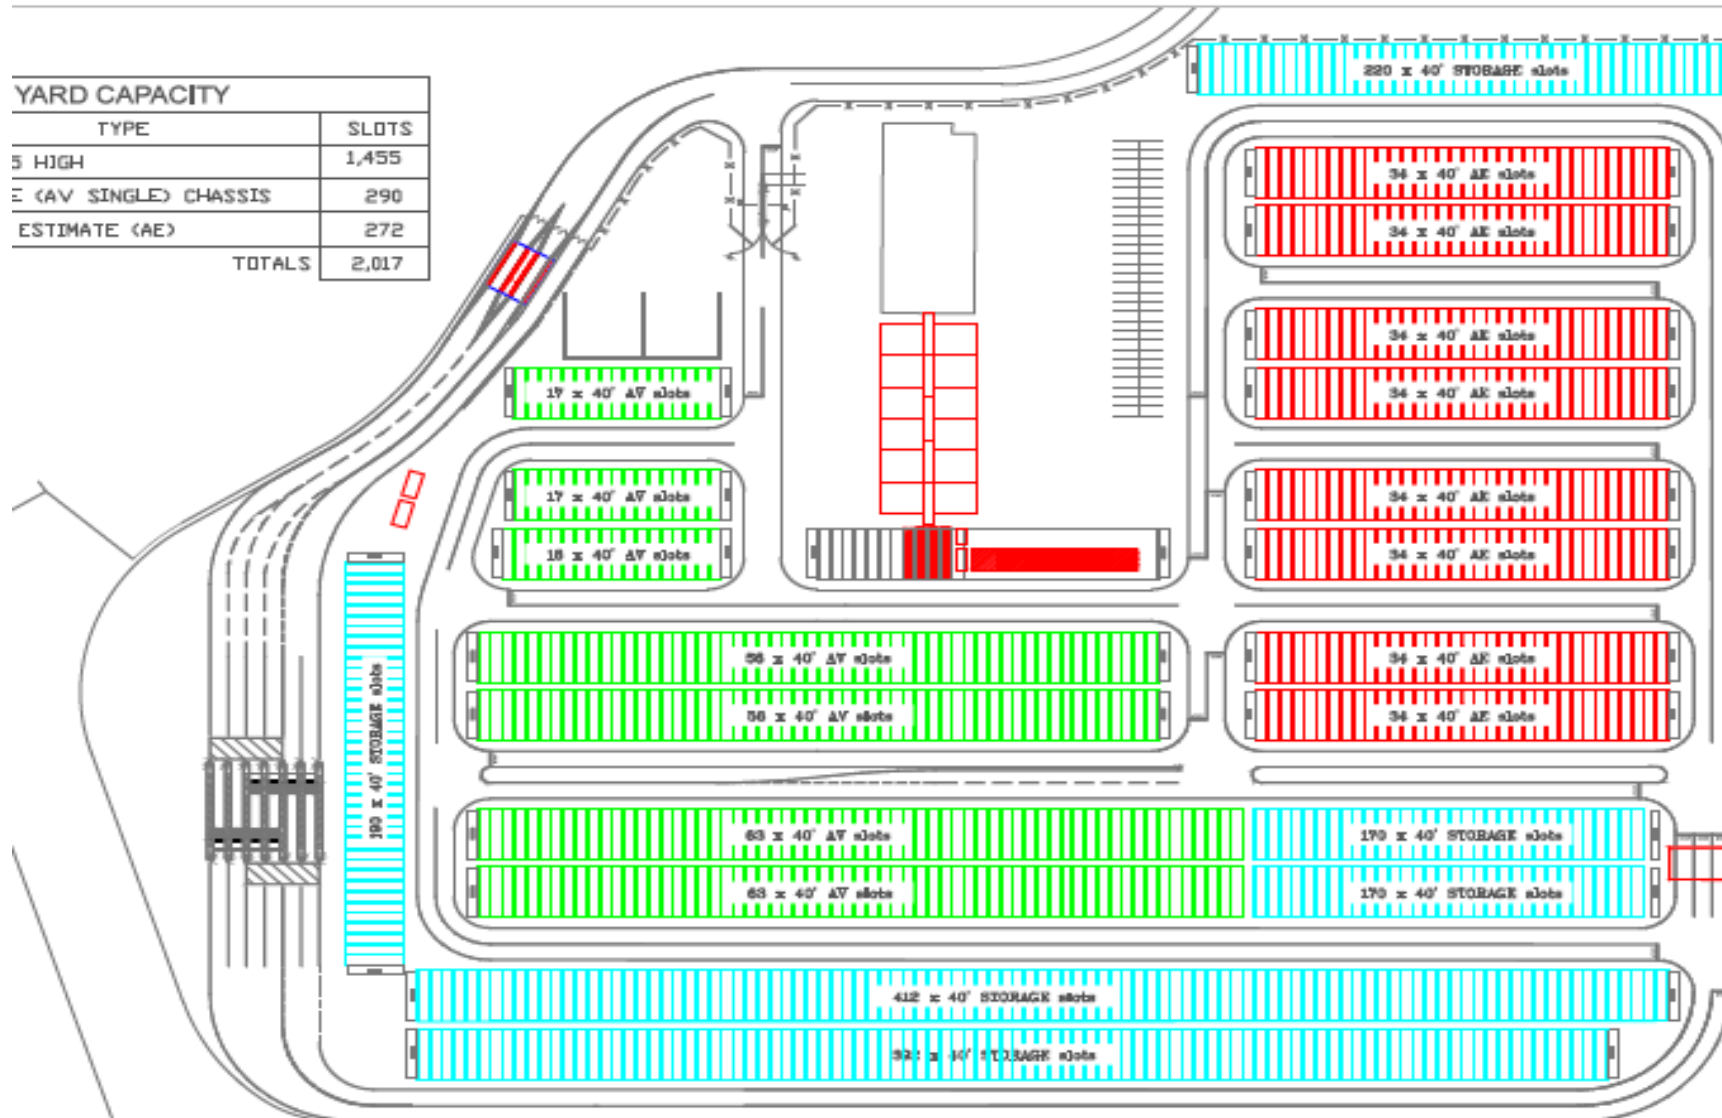 YARD CAPACITY
TYPE SLOTS
HIGH 1,455
(AV SINGLE) CHASSIS 290
ESTIMATE (AE) 272
TOTALS 2,017
220 x 40' STORAGE slots
34 x 40' AE slots
34 x 40' AE slots
34 x 40' AE slots
34 x 40' AE slots
17 x 40' AV slots
17 x 40' AV slots
18 x 40' AV slots
34 x 40' AE slots
34 x 40' AE slots
56 x 40' AV slots
56 x 40' AV slots
34 x 40' AE slots
34 x 40' AE slots
190 x 40' STORAGE slots
63 x 40' AV slots
170 x 40' STORAGE slots
63 x 40' AV slots
170 x 40' STORAGE slots
412 x 40' STORAGE slots
x 40' STORAGE slots